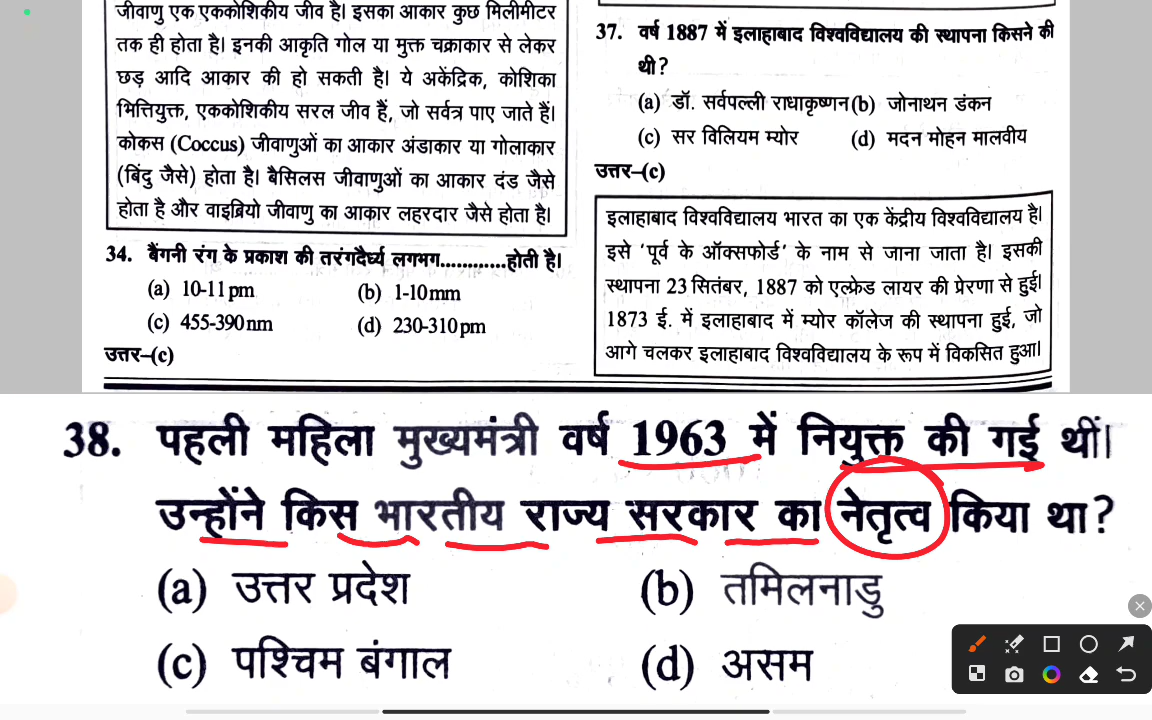 जीवाणु एक एककोशिकीय जीव है। इसका आकार कुछ मिलीमीटर
तक ही होता है। इनकी आकृति गोल या मुक्त चक्राकार से लेकर
छड़ आदि आकार की हो सकती है। ये अकेंद्रिक, कोशिका
भित्तियुक्त, एककोशिकीय सरल जीव हैं, जो सर्वत्र पाए जाते हैं।
कोकस (Coccus) जीवाणुओं का आकार अंडाकार या गोलाकार
(बिंदु जैसे) होता है। बैसिलस जीवाणुओं का आकार दंड जैसे
होता है और वाइब्रियो जीवाणु का आकार लहरदार जैसे होता है।
34. बैंगनी रंग के प्रकाश की तरंगदैर्घ्य लगभग............होती है।
(a) 10-11 pm (b) 1-10 mm
(c) 455-390 nm (d) 230-310 pm
उत्तर–(c)
37. वर्ष 1887 में इलाहाबाद विश्वविद्यालय की स्थापना किसने की
थी?
(a) डॉ. सर्वपल्ली राधाकृष्णन (b) जोनाथन डंकन
(c) सर विलियम म्योर (d) मदन मोहन मालवीय
उत्तर–(c)
इलाहाबाद विश्वविद्यालय भारत का एक केंद्रीय विश्वविद्यालय है।
इसे ‘पूर्व के ऑक्सफोर्ड’ के नाम से जाना जाता है। इसकी
स्थापना 23 सितंबर, 1887 को एल्फ्रेड लायर की प्रेरणा से हुई।
1873 ई. में इलाहाबाद में म्योर कॉलेज की स्थापना हुई, जो
आगे चलकर इलाहाबाद विश्वविद्यालय के रूप में विकसित हुआ।
38. पहली महिला मुख्यमंत्री वर्ष 1963 में नियुक्त की गई थीं।
उन्होंने किस भारतीय राज्य सरकार का नेतृत्व किया था?
(a) उत्तर प्रदेश (b) तमिलनाडु
(c) पश्चिम बंगाल (d) असम